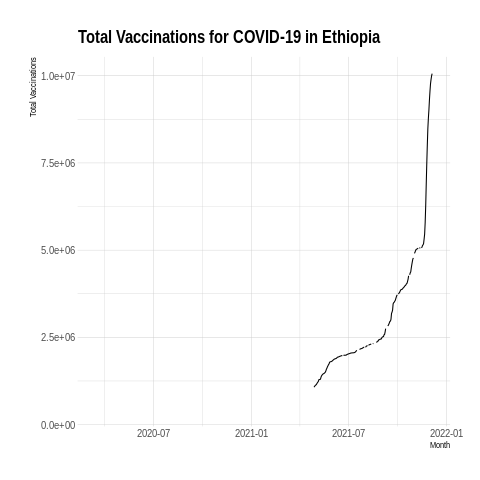 Total Vaccinations for COVID-19 in Ethiopia
Total Vaccinations
1.0e+07
7.5e+06
5.0e+06
2.5e+06
0.0e+00
2020-07
2021-01
2021-07
2022-01
Month